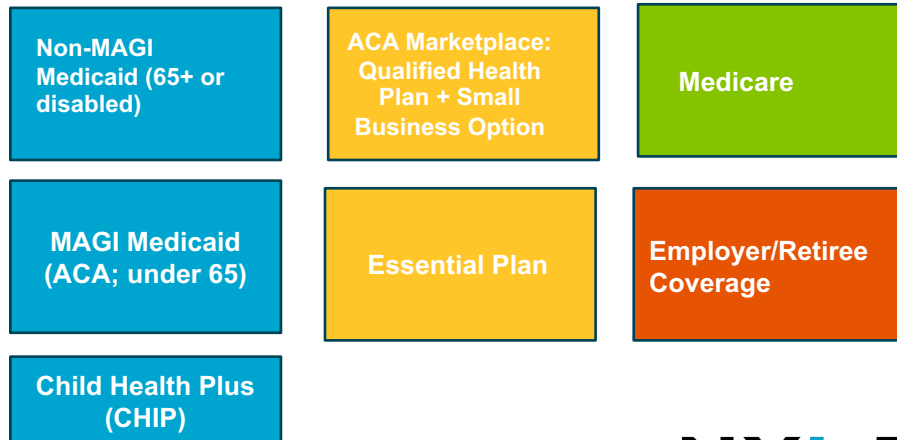 Non-MAGI
Medicaid (65+ or
disabled)
ACA Marketplace:
Qualified Health
Plan + Small
Business Option
Medicare
MAGI Medicaid
(ACA; under 65)
Essential Plan
Employer/Retiree
Coverage
Child Health Plus
(CHIP)